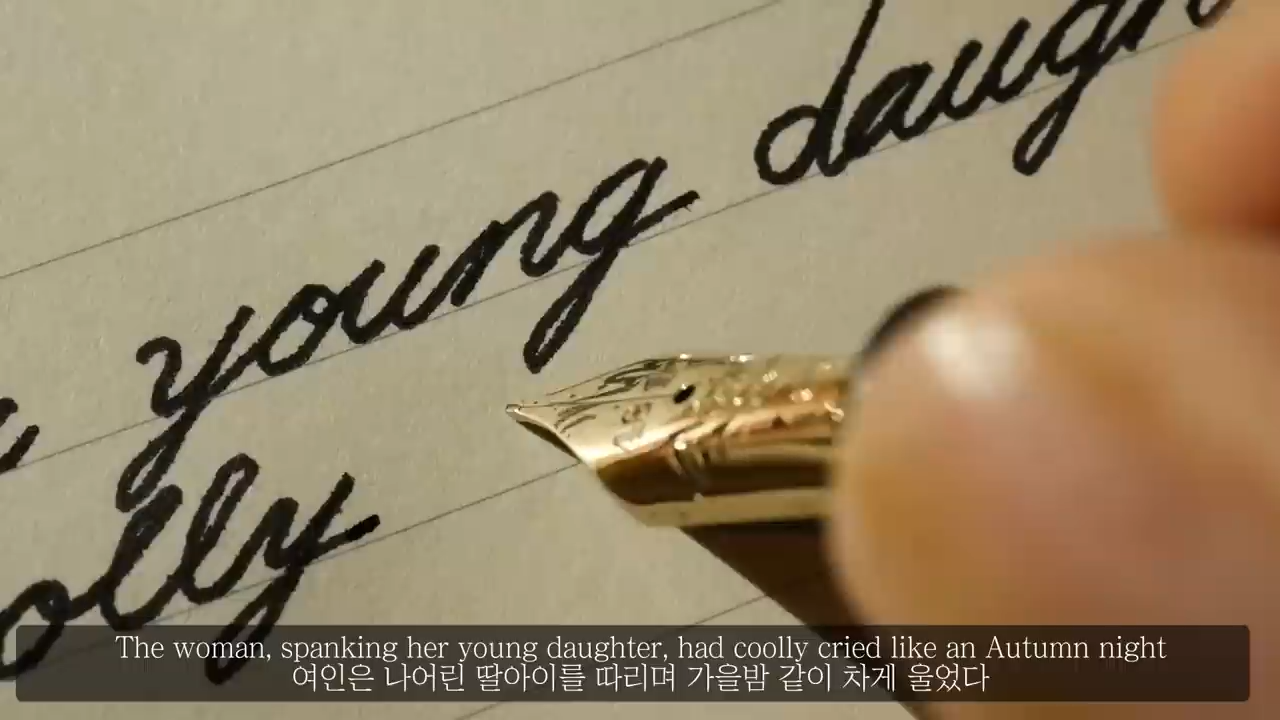 young daugh
olly
The woman, spanking her young daughter, had coolly cried like an Autumn night
여인은 나어린 딸아이를 따리며 가을밤 같이 차게 울었다